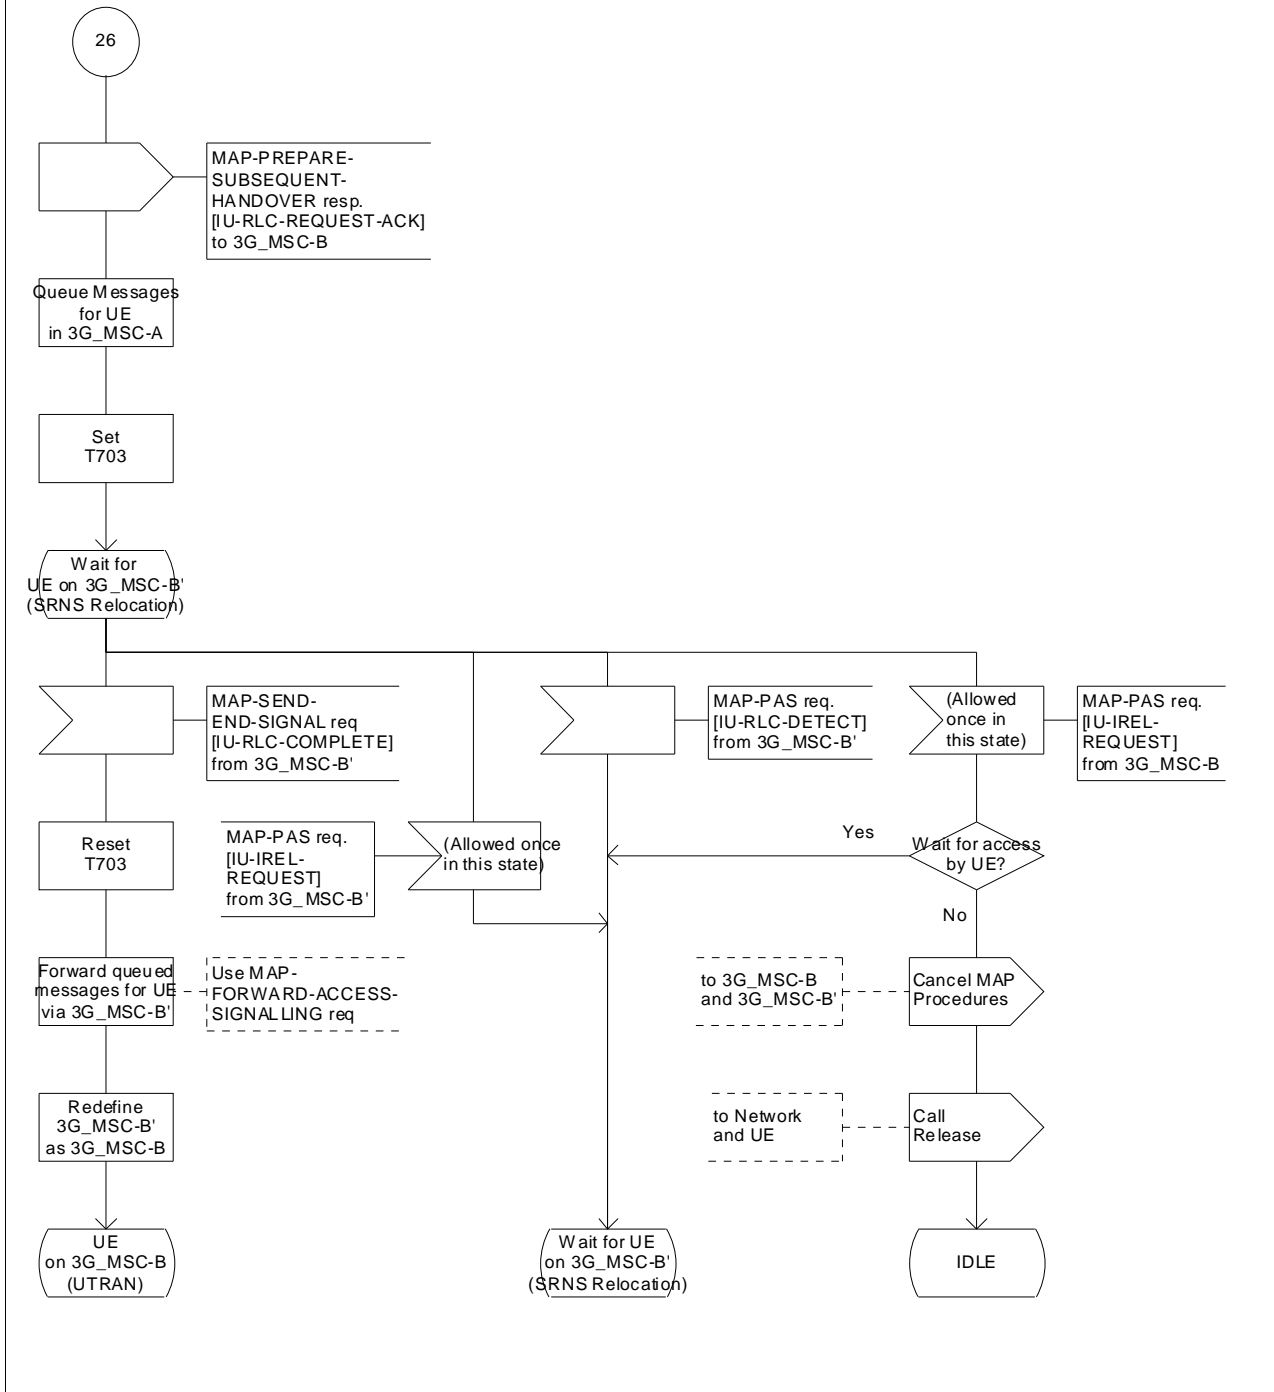 26
MAP-PREPARE-
SUBSEQUENT-
HANDOVER resp.
[IU-RLC-REQUEST-ACK]
to 3G_MSC-B
Queue Messages
for UE
in 3G_MSC-A
Set
T703
Wait for
UE on 3G_MSC-B'
(SRNS Relocation)
MAP-SEND-
END-SIGNAL req
[IU-RLC-COMPLETE]
from 3G_MSC-B'
MAP-PAS req.
[IU-RLC-DETECT]
from 3G_MSC-B'
(Allowed
once in
this state)
MAP-PAS req.
[IU-IREL-
REQUEST]
from 3G_MSC-B
Reset
T703
MAP-PAS req.
[IU-IREL-
REQUEST]
from 3G_MSC-B'
(Allowed once
in this state)
Yes
Wait for access
by UE?
No
Forward queued
messages for UE
via 3G_MSC-B'
Use MAP-
FORWARD-ACCESS-
SIGNALLING req
to 3G_MSC-B
and 3G_MSC-B'
Cancel MAP
Procedures
Redefine
3G_MSC-B'
as 3G_MSC-B
to Network
and UE
Call
Release
UE
on 3G_MSC-B
(UTRAN)
Wait for UE
on 3G_MSC-B'
(SRNS Relocation)
IDLE